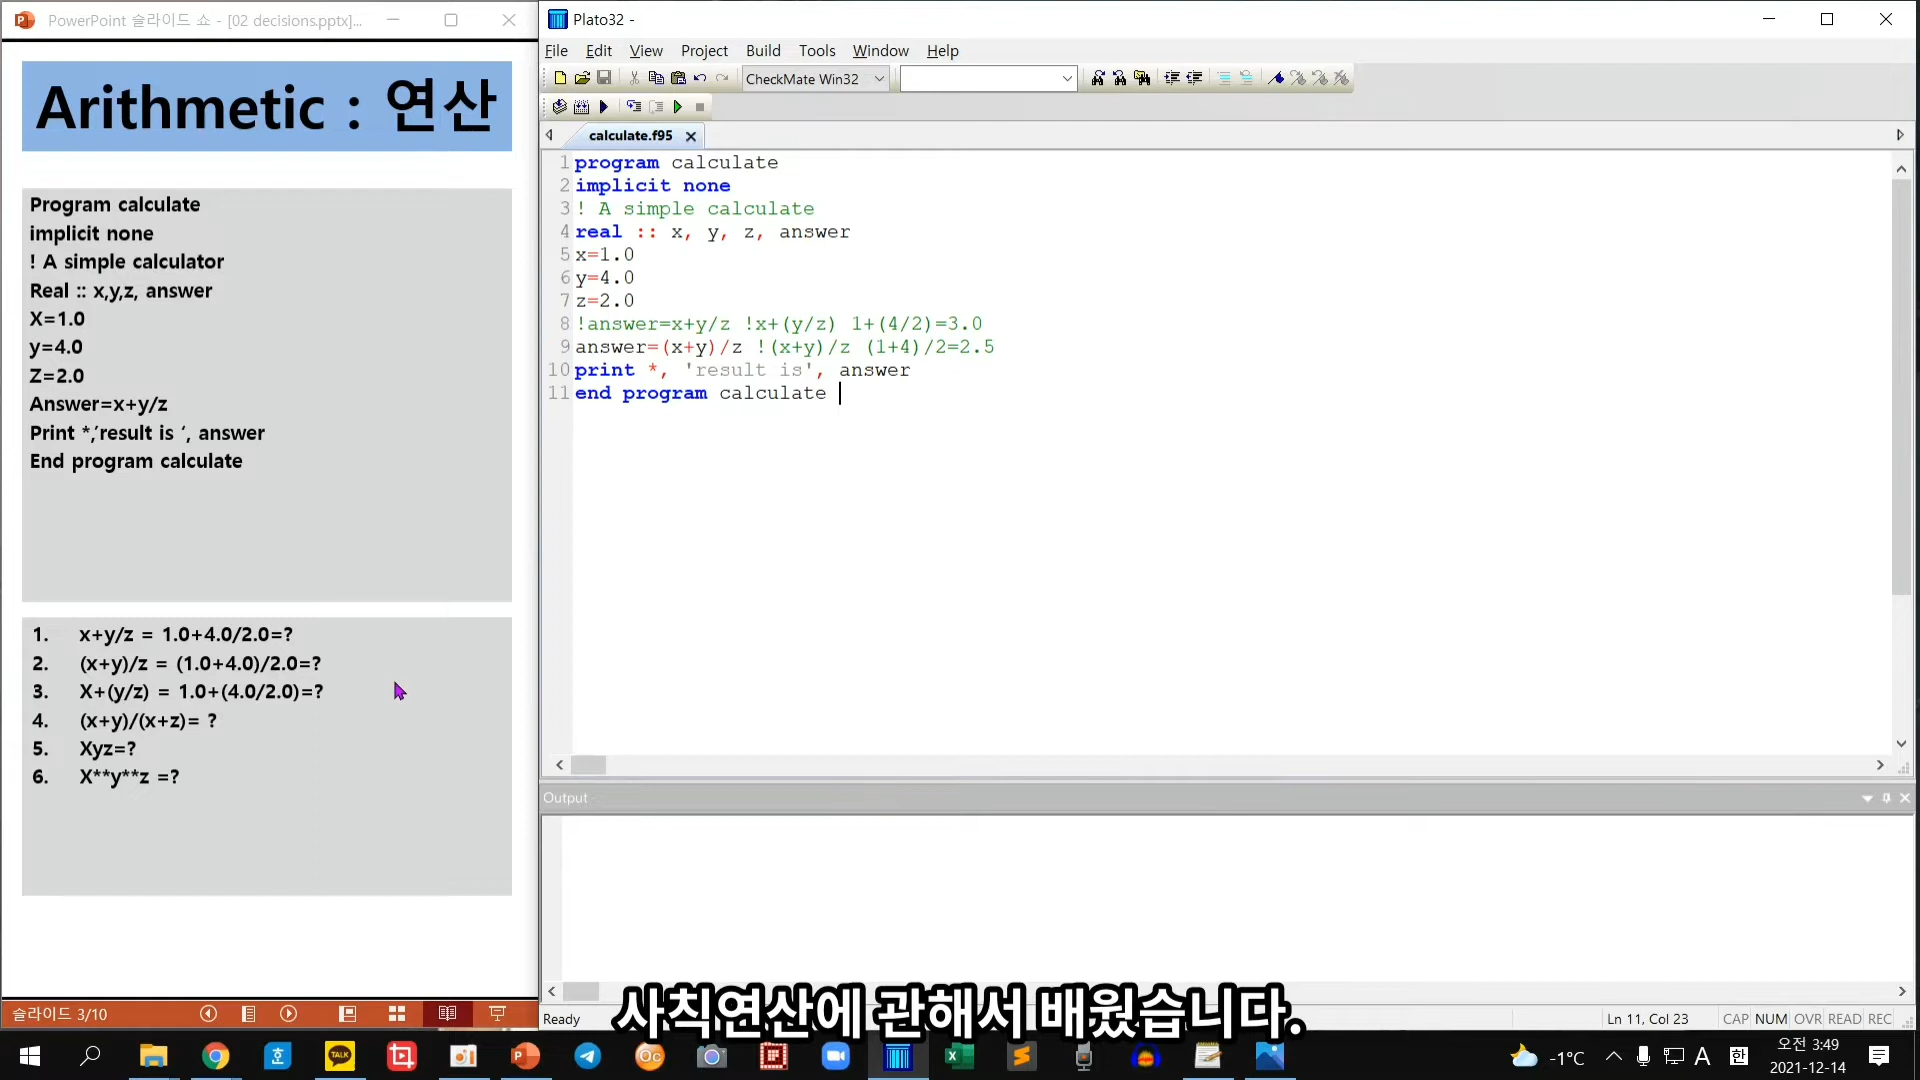 PowerPoint 슬라이드 쇼 - [02 decisions.pptx]...
Arithmetic : 연산
Program calculate
implicit none
! A simple calculator
Real :: x,y,z, answer
X=1.0
y=4.0
Z=2.0
Answer=x+y/z
Print *,’result is ‘, answer
End program calculate
1. x+y/z = 1.0+4.0/2.0=?
2. (x+y)/z = (1.0+4.0)/2.0=?
3. X+(y/z) = 1.0+(4.0/2.0)=?
4. (x+y)/(x+z)= ?
5. Xyz=?
6. X**y**z =?
슬라이드 3/10
Plato32 -
File Edit View Project Build Tools Window Help
CheckMate Win32
calculate.f95
1 program calculate
2 implicit none
3 ! A simple calculate
4 real :: x, y, z, answer
5 x=1.0
6 y=4.0
7 z=2.0
8 !answer=x+y/z !x+(y/z) 1+(4/2)=3.0
9 answer=(x+y)/z !(x+y)/z (1+4)/2=2.5
10 print *, 'result is', answer
11 end program calculate
Output
사칙연산에 관해서 배웠습니다.
Ready
Ln 11, Col 23 CAP NUM OVR READ REC
TALK
-1°C
A
한
오전 3:49
2021-12-14